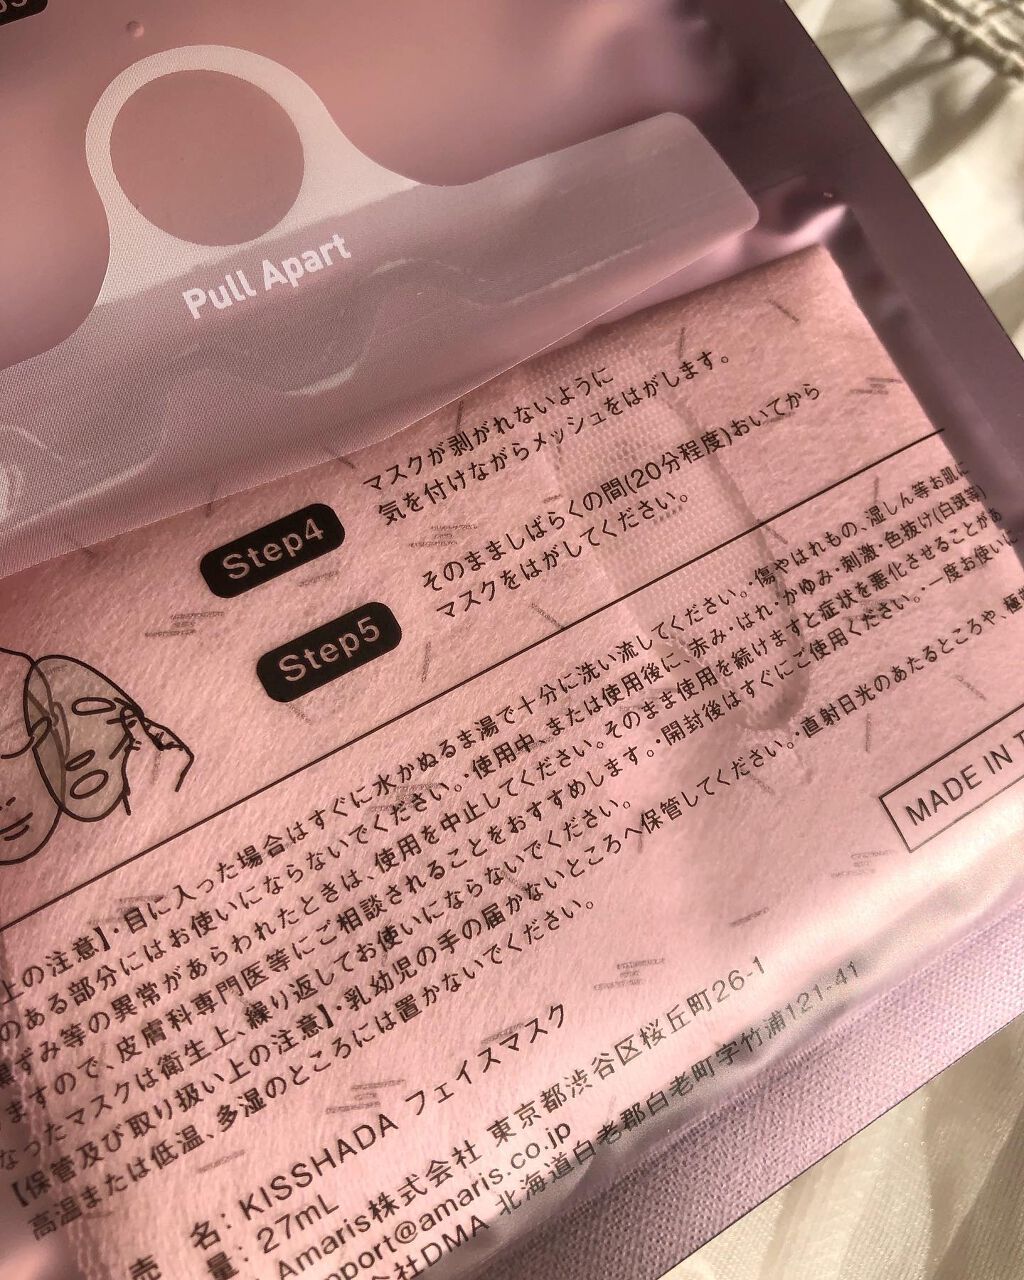 Pull Apart
マスクが剥がれないように
気を付けながらメッシュをはがします。
Step4
そのまましばらくの間(20分程度)おいてから
マスクをはがしてください。
Step5
上の注意】・目に入った場合はすぐに水かぬるま湯で十分に洗い流してください。・傷やはれもの、湿しん等お肌に
のある部分にはお使いにならないでください。・使用中、または使用後に、赤み・はれ・かゆみ・刺激・色抜け(白斑等)
黒ずみ等の異常があらわれたときは、使用を中止してください。そのまま使用を続けますと症状を悪化させることがあ
ますので、皮膚科専門医等にご相談されることをおすすめします。・開封後はすぐにご使用ください。・一度お使いに
なったマスクは衛生上、繰り返してお使いにならないでください。
【保管及び取り扱い上の注意】・乳幼児の手の届かないところへ保管してください。・直射日光のあたるところや、極端
高温または低温、多湿のところには置かないでください。
MADE IN
名: KISSHADA フェイスマスク
量: 27mL
売 Amaris株式会社 東京都渋谷区桜丘町26-1
pport@amaris.co.jp
会社DMA 北海道白老郡白老町字竹浦121-41